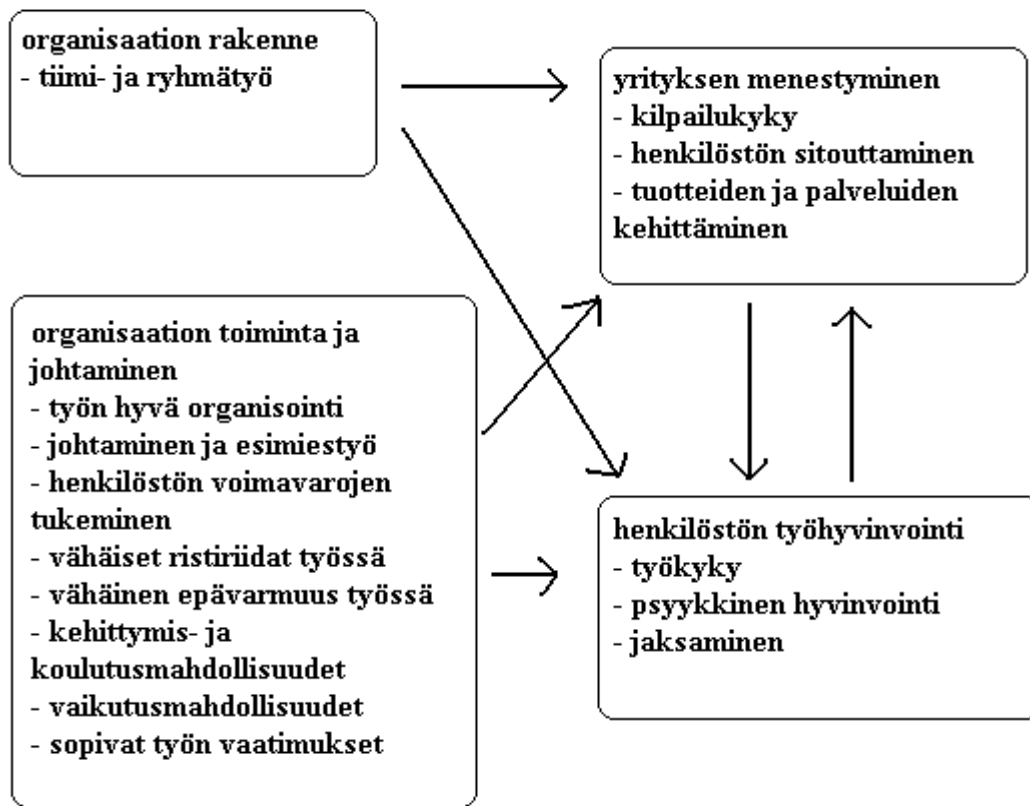 organisaation rakenne
- tiimi- ja ryhmätyö
yrityksen menestyminen
- kilpailukyky
- henkilöstön sitouttaminen
- tuotteiden ja palveluiden
kehittäminen
organisaation toiminta ja
johtaminen
- työn hyvä organisointi
- johtaminen ja esimiestyö
- henkilöstön voimavarojen
tukeminen
- vähäiset ristiriidat työssä
- vähäinen epävarmuus työssä
- kehittymis- ja
koulutusmahdollisuudet
- vaikutusmahdollisuudet
- sopivat työn vaatimukset
henkilöstön työhyvinvointi
- työkyky
- psyykkinen hyvinvointi
- jaksaminen